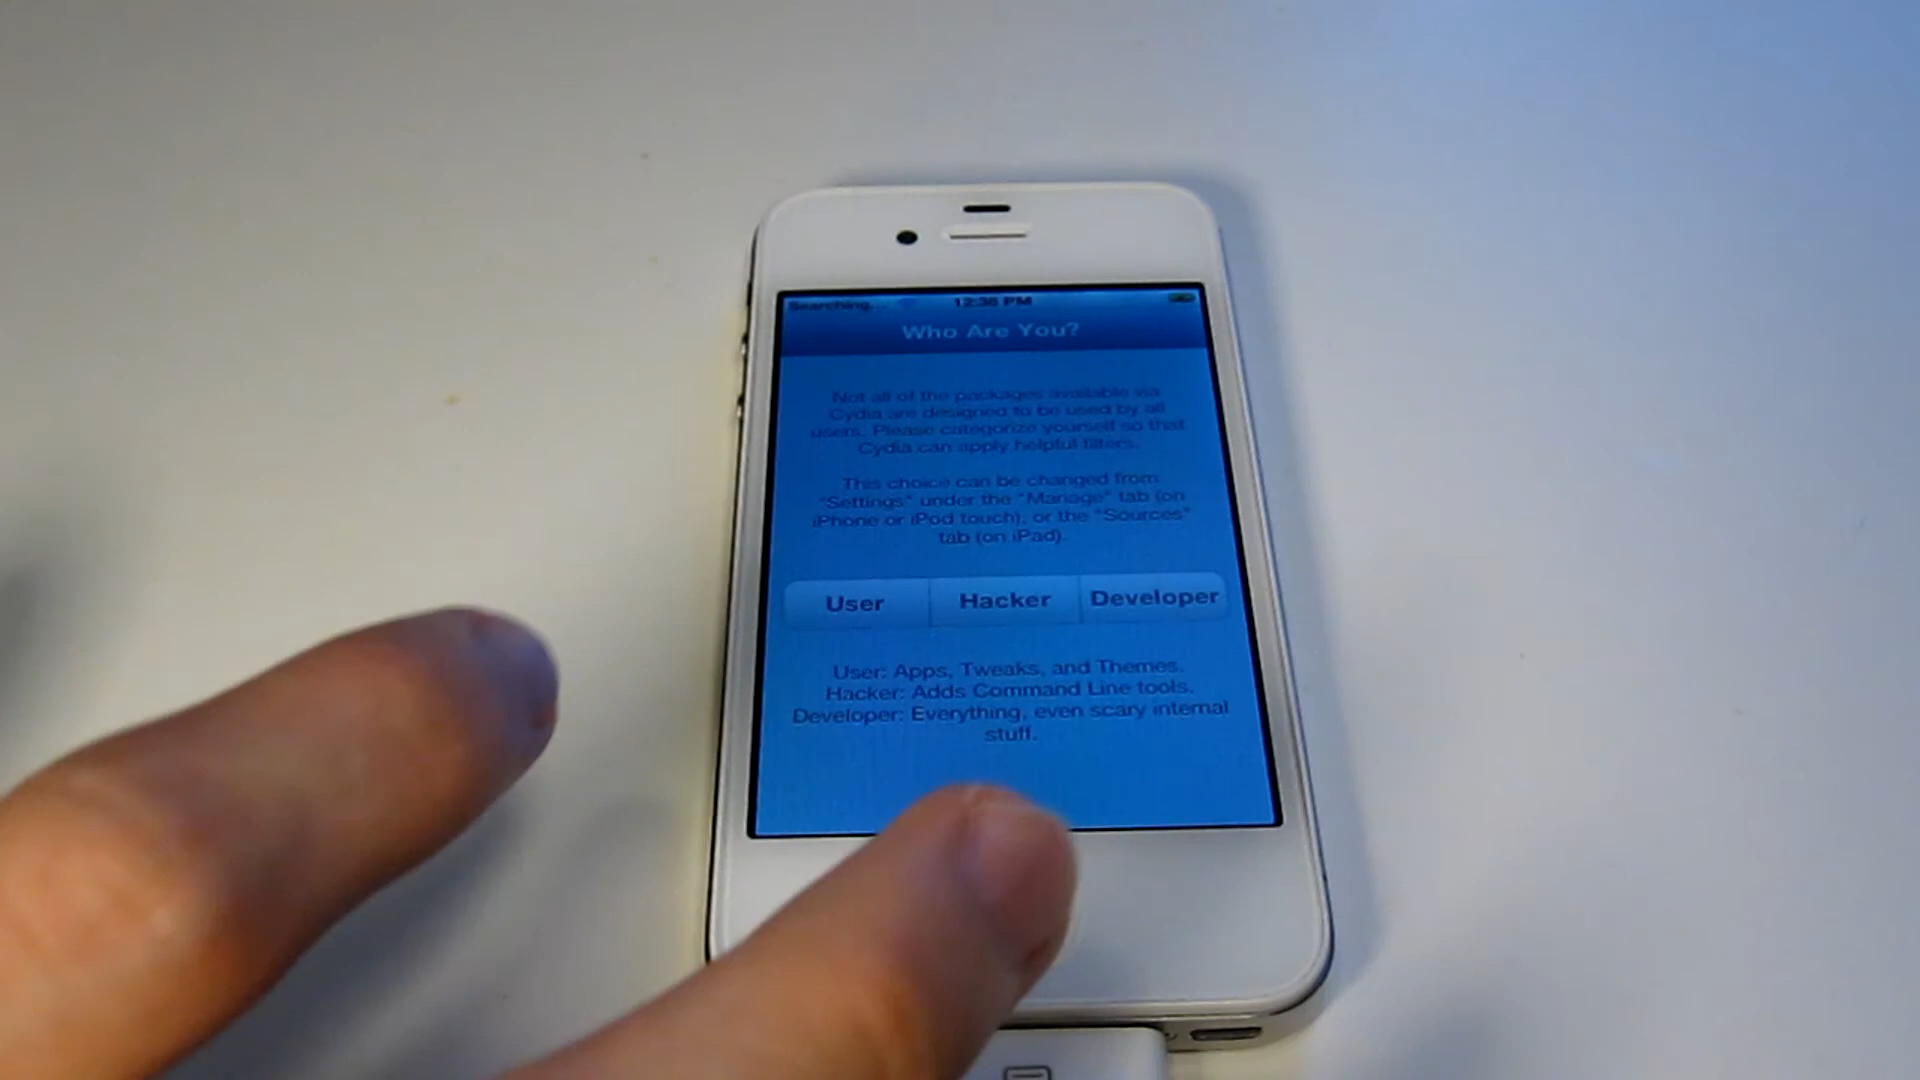 Searching... 12:38 PM
Who Are You?
Not all of the packages available via
Cydia are designed to be used by all
users. Please categorize yourself so that
Cydia can apply helpful filters.
This choice can be changed from
"Settings" under the "Manage" tab (on
iPhone or iPod touch), or the "Sources"
tab (on iPad).
User Hacker Developer
User: Apps, Tweaks, and Themes.
Hacker: Adds Command Line tools.
Developer: Everything, even scary internal
stuff.